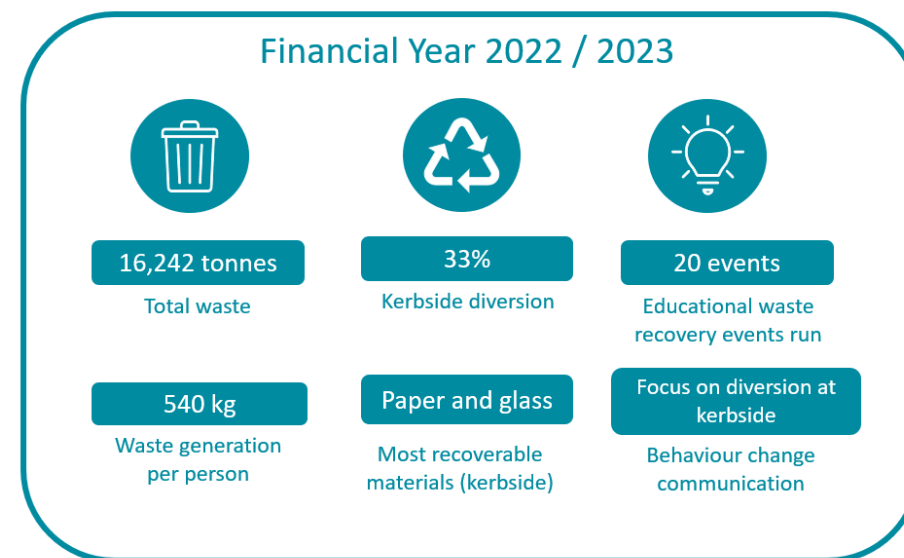 Financial Year 2022 / 2023
16,242 tonnes
Total waste
33%
Kerbside diversion
20 events
Educational waste
recovery events run
540 kg
Waste generation
per person
Paper and glass
Most recoverable
materials (kerbside)
Focus on diversion at
kerbside
Behaviour change
communication